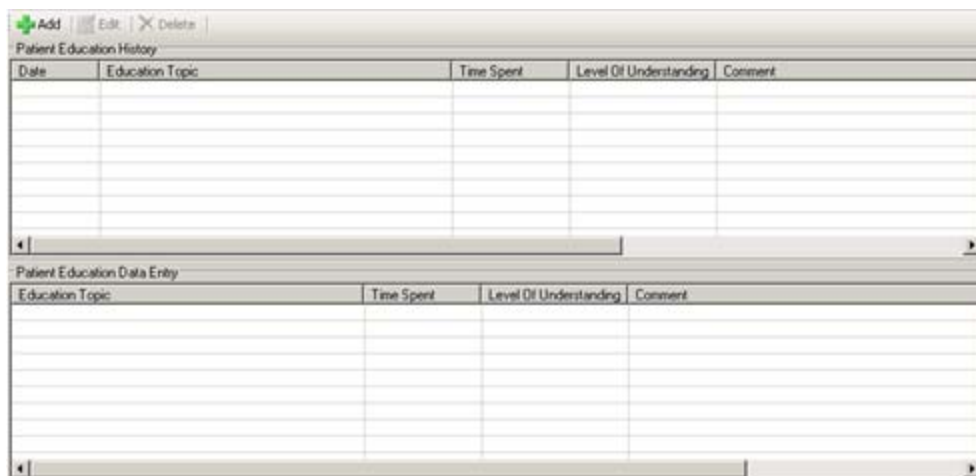 Add Edit Delete
Patient Education History
Date Education Topic Time Spent Level Of Understanding Comment
Patient Education Data Entry
Education Topic Time Spent Level Of Understanding Comment